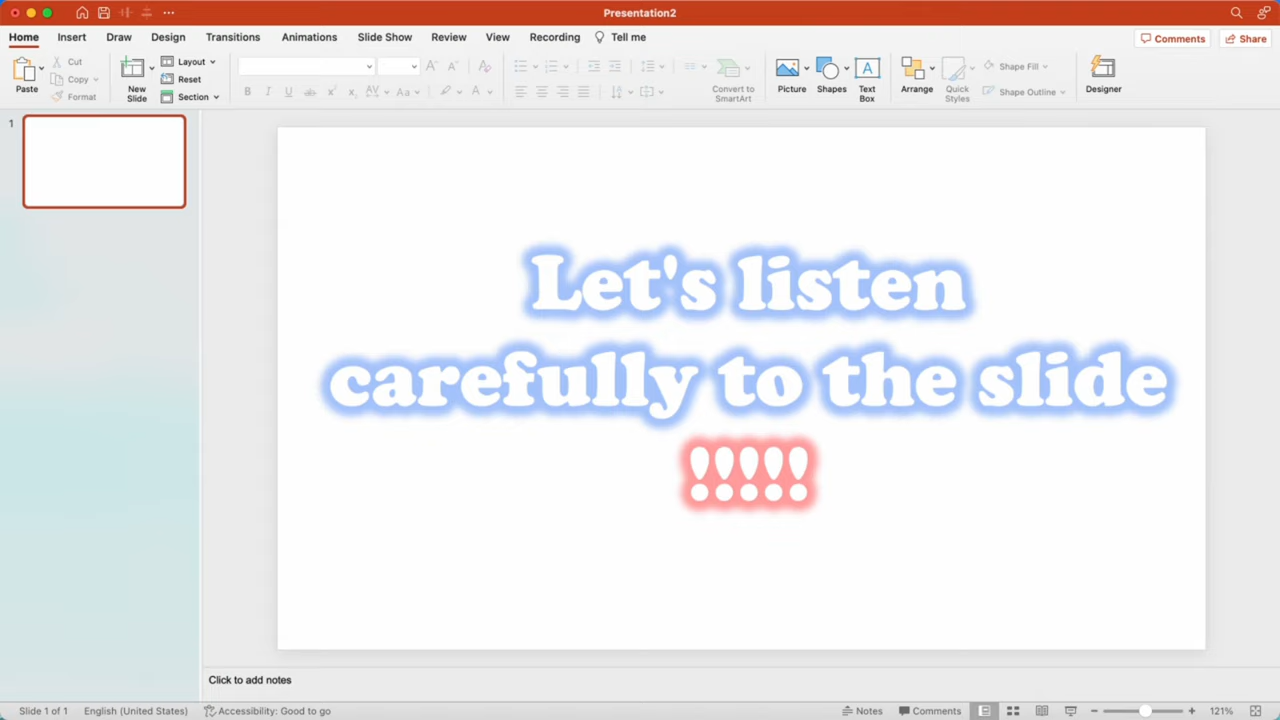 Presentation2
Home Insert Draw Design Transitions Animations Slide Show Review View Recording Tell me Comments Share
Paste
Cut
Copy
Format
New
Slide
Layout
Reset
Section
Convert to
SmartArt
Picture
Shapes
Text
Box
Arrange
Quick
Styles
Shape Fill
Shape Outline
Designer
1
Let's listen
carefully to the slide
!!!!!
Click to add notes
Slide 1 of 1 English (United States) Accessibility: Good to go Notes Comments 121%